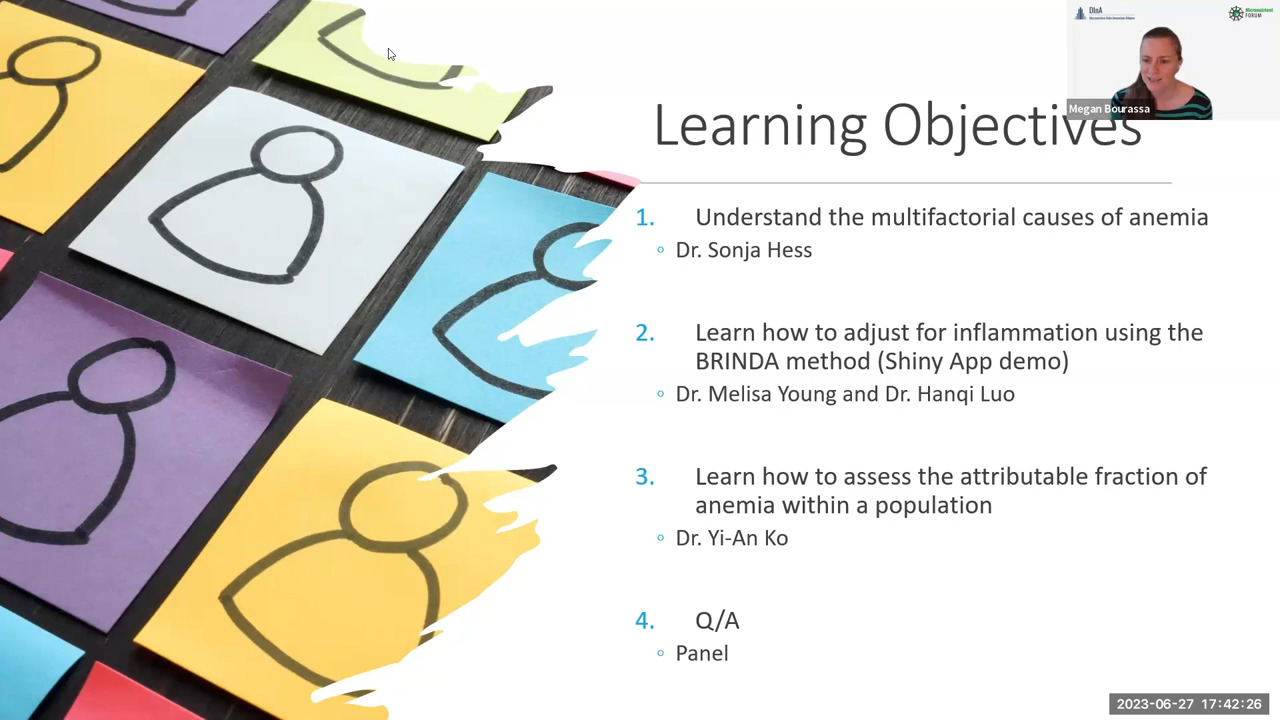 DInA
Micronutrient
FORUM
Megan Bourassa
Learning Objectives
1. Understand the multifactorial causes of anemia
Dr. Sonja Hess
2. Learn how to adjust for inflammation using the
BRINDA method (Shiny App demo)
Dr. Melisa Young and Dr. Hanqi Luo
3. Learn how to assess the attributable fraction of
anemia within a population
Dr. Yi-An Ko
4. Q/A
Panel
2023-06-27 17:42:26